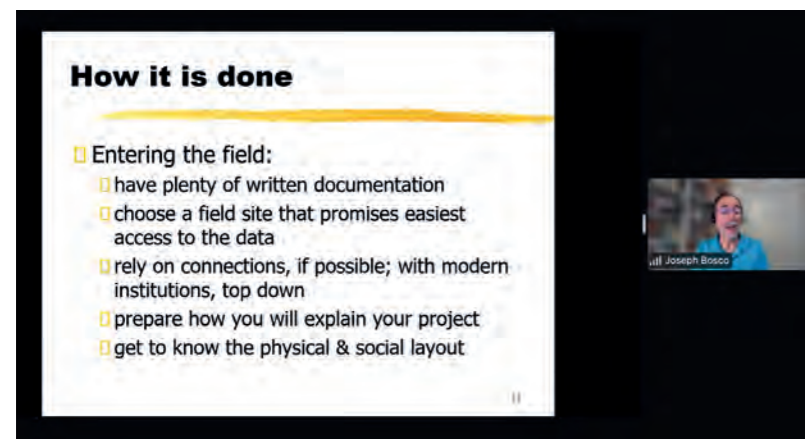 How it is done
Entering the field:
have plenty of written documentation
choose a field site that promises easiest
access to the data
rely on connections, if possible; with modern
institutions, top down
prepare how you will explain your project
get to know the physical & social layout
11
Joseph Bosco